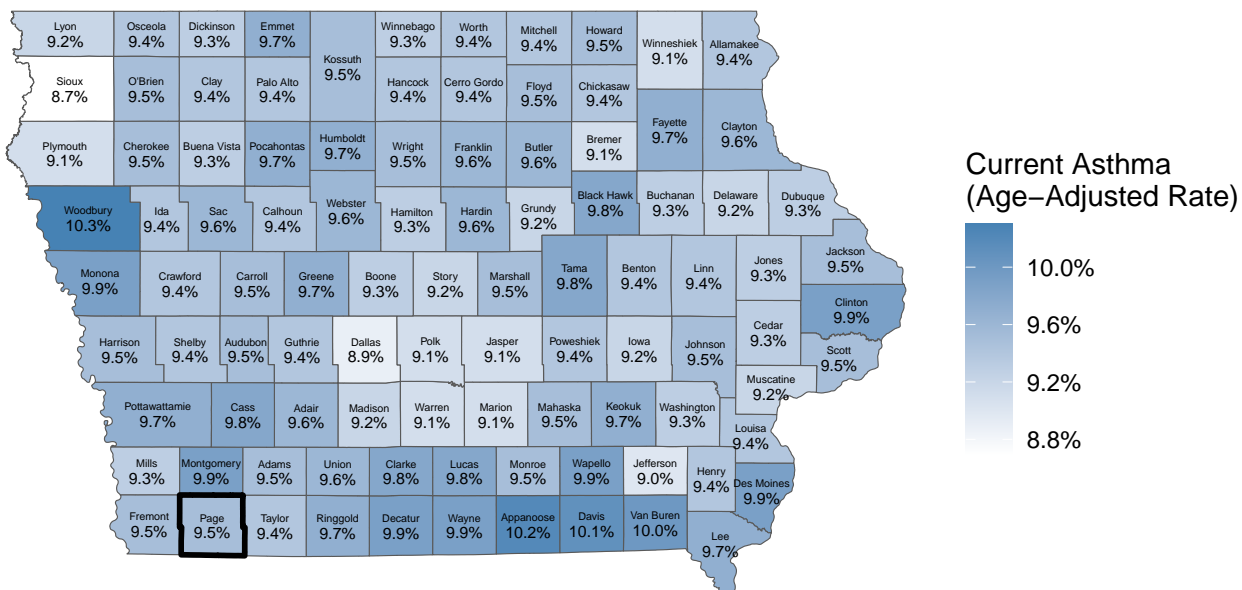 Lyon
9.2%
Osceola
9.4%
Dickinson
9.3%
Emmet
9.7%
Kossuth
9.5%
Winnebago
9.3%
Worth
9.4%
Mitchell
9.4%
Howard
9.5%
Winneshiek
9.1%
Allamakee
9.4%
Sioux
8.7%
O'Brien
9.5%
Clay
9.4%
Palo Alto
9.4%
Hancock
9.4%
Cerro Gordo
9.4%
Floyd
9.5%
Chickasaw
9.4%
Fayette
9.7%
Clayton
9.6%
Plymouth
9.1%
Cherokee
9.5%
Buena Vista
9.3%
Pocahontas
9.7%
Humboldt
9.7%
Wright
9.5%
Franklin
9.6%
Butler
9.6%
Bremer
9.1%
Woodbury
10.3%
Ida
9.4%
Sac
9.6%
Calhoun
9.4%
Webster
9.6%
Hamilton
9.3%
Hardin
9.6%
Grundy
9.2%
Black Hawk
9.8%
Buchanan
9.3%
Delaware
9.2%
Dubuque
9.3%
Monona
9.9%
Crawford
9.4%
Carroll
9.5%
Greene
9.7%
Boone
9.3%
Story
9.2%
Marshall
9.5%
Tama
9.8%
Benton
9.4%
Linn
9.4%
Jones
9.3%
Jackson
9.5%
Clinton
9.9%
Harrison
9.5%
Shelby
9.4%
Audubon
9.5%
Guthrie
9.4%
Dallas
8.9%
Polk
9.1%
Jasper
9.1%
Poweshiek
9.4%
Iowa
9.2%
Johnson
9.5%
Cedar
9.3%
Scott
9.5%
Muscatine
9.2%
Pottawattamie
9.7%
Cass
9.8%
Adair
9.6%
Madison
9.2%
Warren
9.1%
Marion
9.1%
Mahaska
9.5%
Keokuk
9.7%
Washington
9.3%
Louisa
9.4%
Mills
9.3%
Montgomery
9.9%
Adams
9.5%
Union
9.6%
Clarke
9.8%
Lucas
9.8%
Monroe
9.5%
Wapello
9.9%
Jefferson
9.0%
Henry
9.4%
Des Moines
9.9%
Fremont
9.5%
Page
9.5%
Taylor
9.4%
Ringgold
9.7%
Decatur
9.9%
Wayne
9.9%
Appanoose
10.2%
Davis
10.1%
Van Buren
10.0%
Lee
9.7%
Current Asthma
(Age−Adjusted Rate)
10.0%
9.6%
9.2%
8.8%